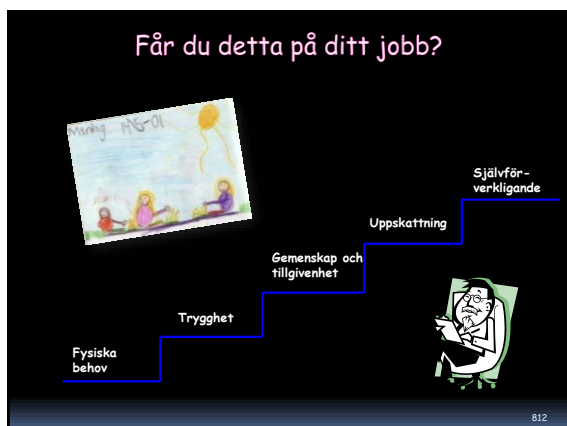 Får du detta på ditt jobb?
Självför-
verkligande
Uppskattning
Gemenskap och
tillgivenhet
Trygghet
Fysiska
behov
812